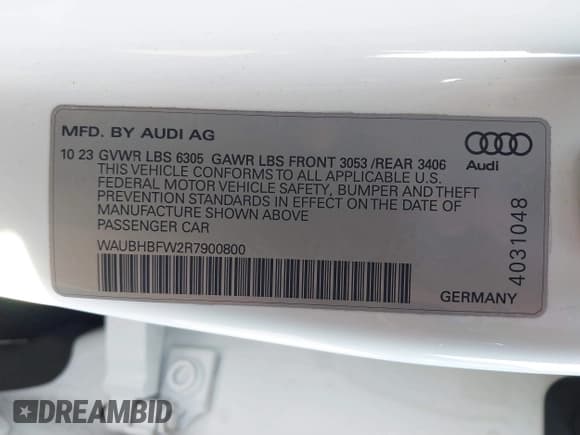 MFD. BY AUDI AG
10 23 GVWR LBS 6305 GAWR LBS FRONT 3053 /REAR 3406
THIS VEHICLE CONFORMS TO ALL APPLICABLE U.S.
FEDERAL MOTOR VEHICLE SAFETY, BUMPER AND THEFT
PREVENTION STANDARDS IN EFFECT ON THE DATE OF
MANUFACTURE SHOWN ABOVE
PASSENGER CAR
WAUBHBFW2R7900800
Audi
4031048
GERMANY
DREAMBID